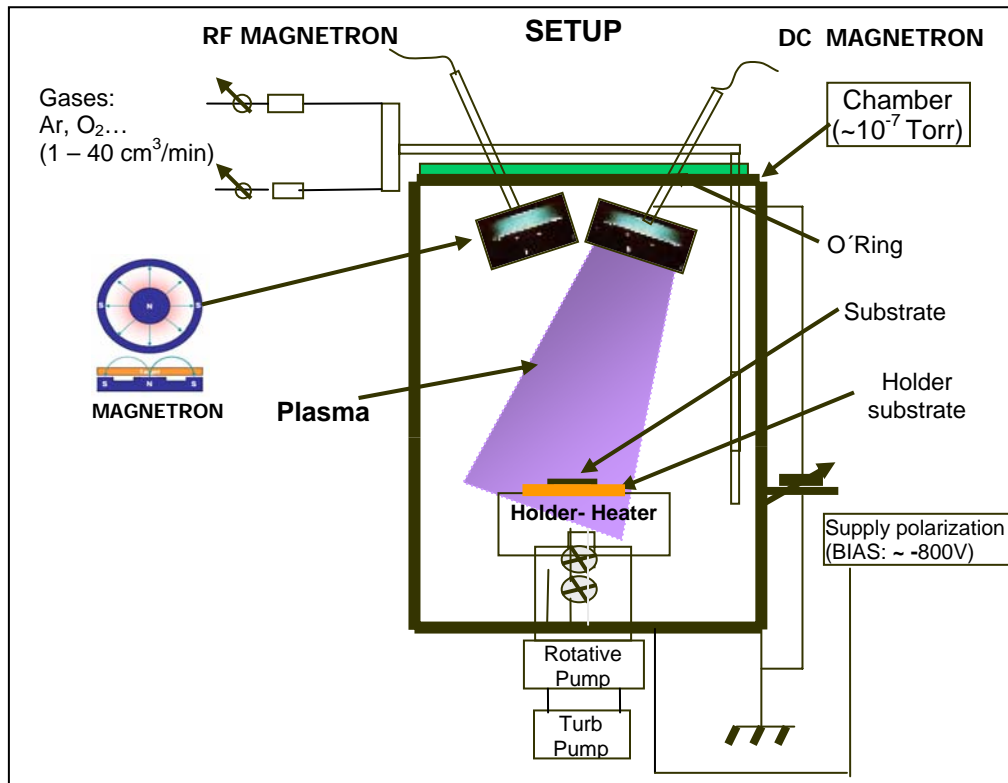 SETUP
RF MAGNETRON
DC MAGNETRON
Gases:
Ar, O₂…
(1 – 40 cm³/min)
Chamber
(~10⁻⁷ Torr)
O´Ring
Substrate
Holder
substrate
S
N
S
S
N
S
MAGNETRON
Plasma
Holder- Heater
Supply polarization
(BIAS: ~ -800V)
Rotative
Pump
Turb
Pump